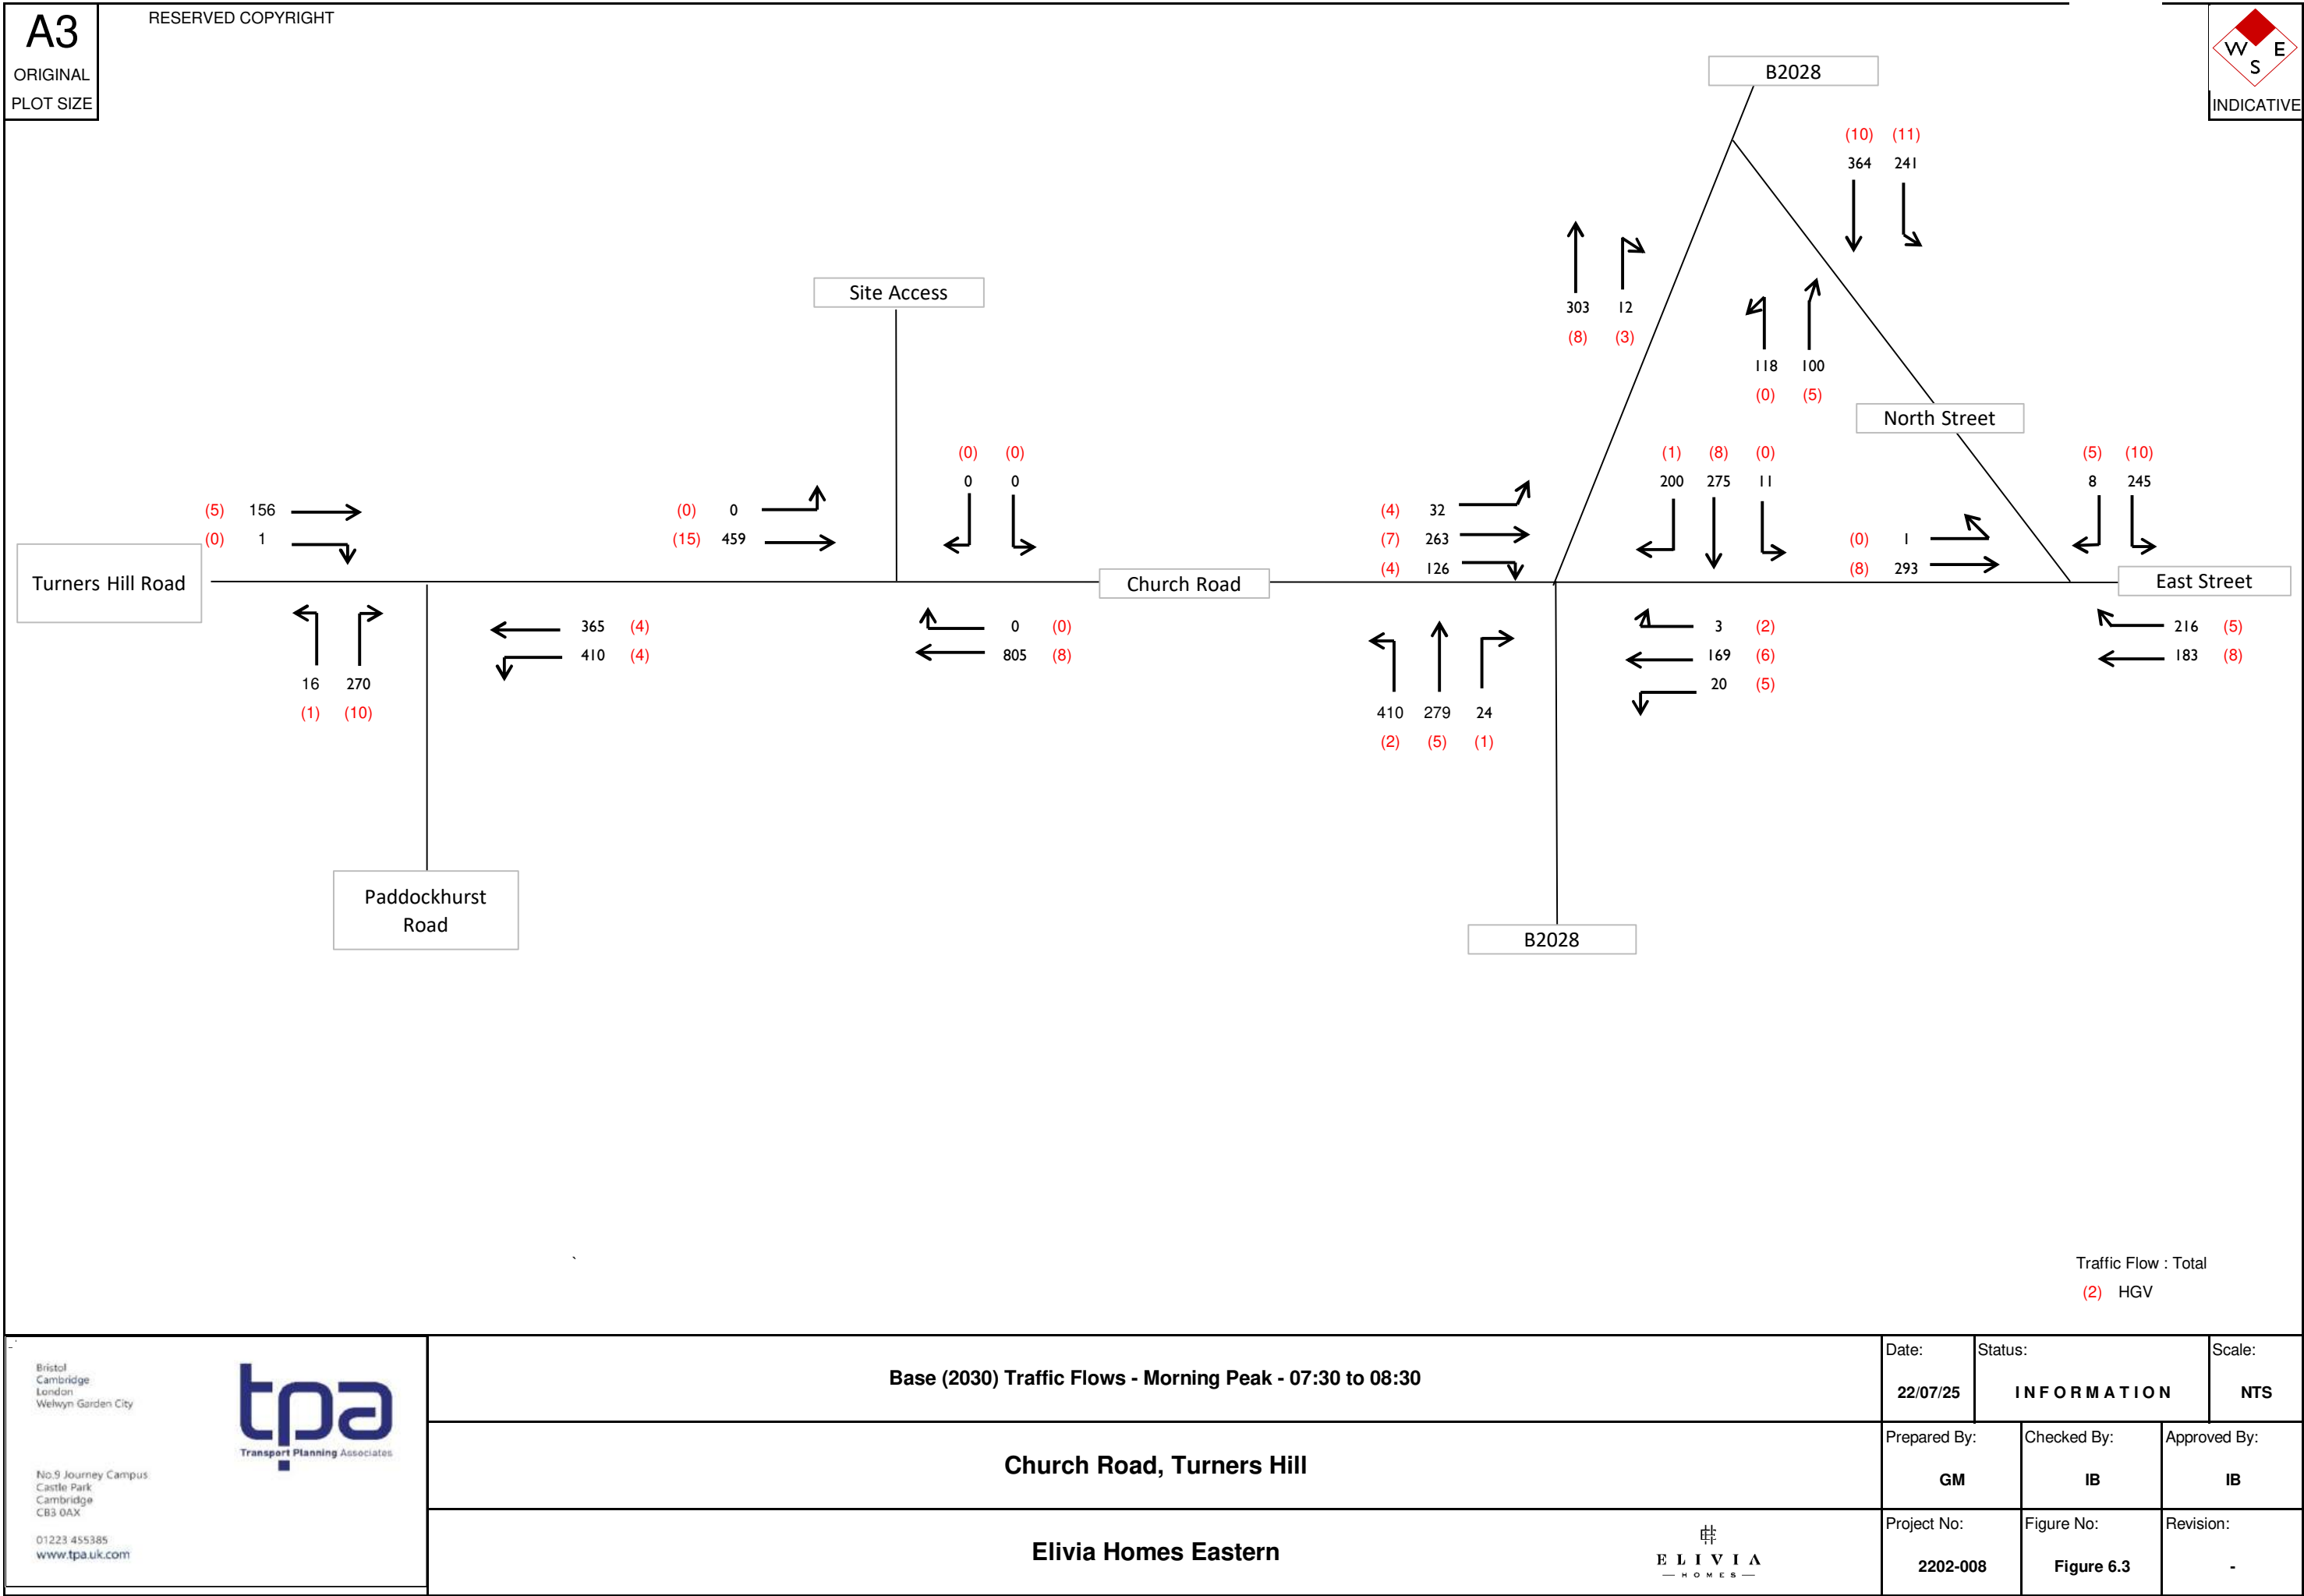 A3
ORIGINAL
PLOT SIZE
RESERVED COPYRIGHT
W E
S
INDICATIVE
B2028
(10) (11)
364 241
303 12
(8) (3)
Site Access
118 100
(0) (5)
North Street
(0) (0)
0 0
(1) (8) (0)
200 275 11
(5) (10)
8 245
(5) 156
(0) 1
(0) 0
(15) 459
(4) 32
(7) 263
(4) 126
(0) 1
(8) 293
Turners Hill Road
Church Road
East Street
16 270
(1) (10)
365 (4)
410 (4)
0 (0)
805 (8)
410 279 24
(2) (5) (1)
3 (2)
169 (6)
20 (5)
216 (5)
183 (8)
Paddockhurst
Road
B2028
`
Traffic Flow : Total
(2) HGV
Bristol
Cambridge
London
Welwyn Garden City
tpa
Transport Planning Associates
No.9 Journey Campus
Castle Park
Cambridge
CB3 0AX
01223 455385
www.tpa.uk.com
Base (2030) Traffic Flows - Morning Peak - 07:30 to 08:30
Church Road, Turners Hill
Elivia Homes Eastern
ELIVIA
HOMES
Date: Status: Scale:
22/07/25 INFORMATION NTS
Prepared By: Checked By: Approved By:
GM IB IB
Project No: Figure No: Revision:
2202-008 Figure 6.3 -